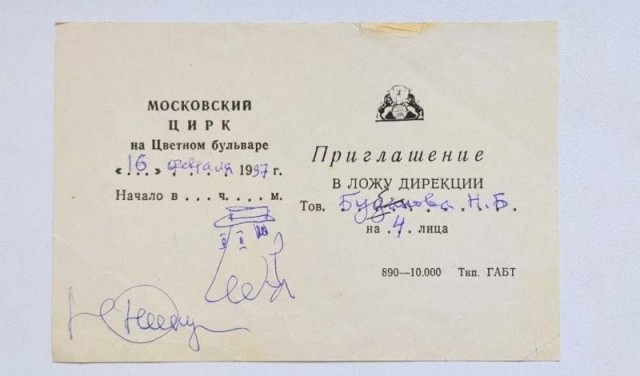 МОСКОВСКИЙ
ЦИРК
на Цветном бульваре
«16» февраля 1997 г.
Начало в . . . ч. . . . м.
Приглашение
В ЛОЖУ ДИРЕКЦИИ
Тов. Н. Б.
на 4 лица
890—10.000 Тип. ГАБТ